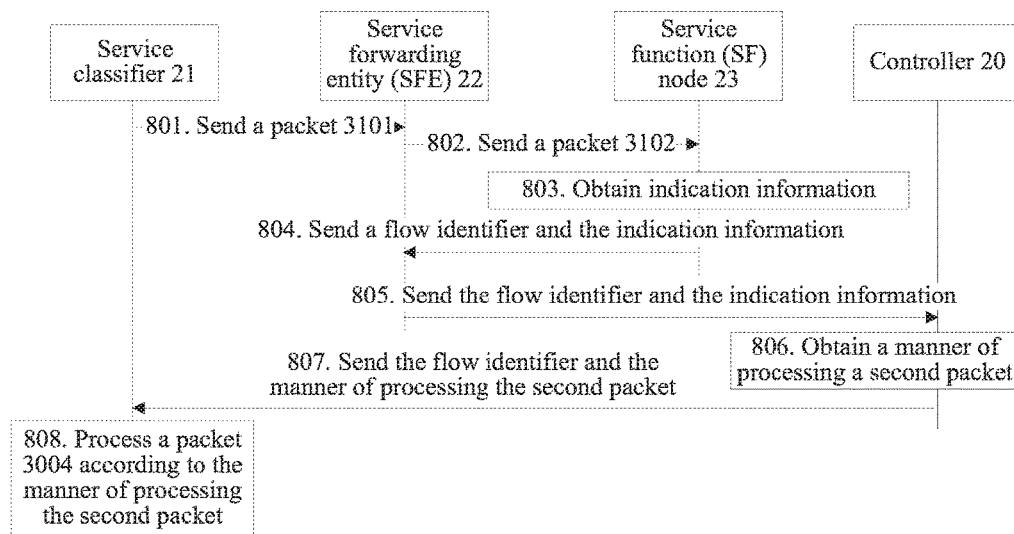 Service
classifier 21
Service
forwarding
entity (SFE) 22
Service
function (SF)
node 23
Controller 20
801. Send a packet 3101
802. Send a packet 3102
803. Obtain indication information
804. Send a flow identifier and the indication information
805. Send the flow identifier and the indication information
806. Obtain a manner of
processing a second packet
807. Send the flow identifier and the
manner of processing the second packet
808. Process a packet
3004 according to the
manner of processing
the second packet